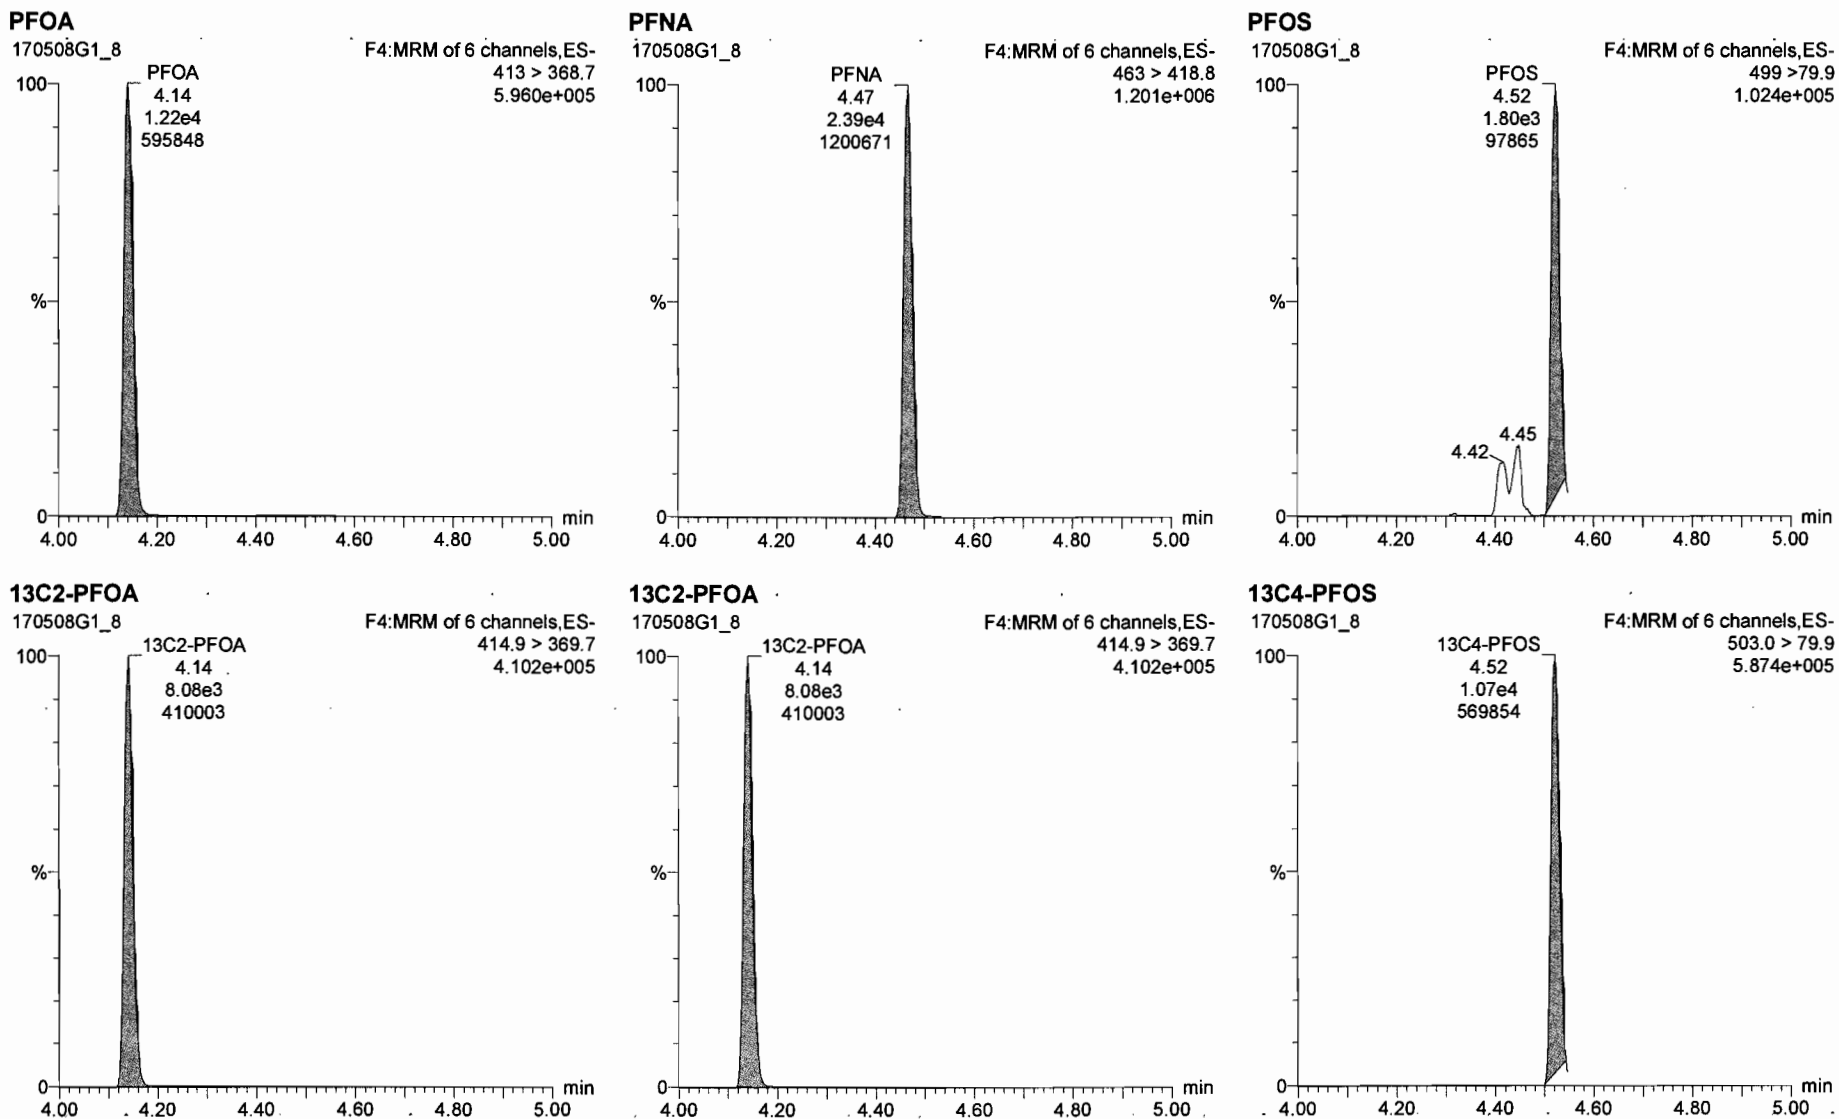 PFOA
170508G1_8
F4:MRM of 6 channels,ES-
413 > 368.7
5.960e+005
PFOA
4.14
1.22e4
595848
100
%
0
4.00 4.20 4.40 4.60 4.80 5.00
min
PFNA
170508G1_8
F4:MRM of 6 channels,ES-
463 > 418.8
1.201e+006
PFNA
4.47
2.39e4
1200671
100
%
0
4.00 4.20 4.40 4.60 4.80 5.00
min
PFOS
170508G1_8
F4:MRM of 6 channels,ES-
499 >79.9
1.024e+005
PFOS
4.52
1.80e3
97865
4.42
4.45
100
%
0
4.00 4.20 4.40 4.60 4.80 5.00
min
13C2-PFOA
170508G1_8
F4:MRM of 6 channels,ES-
414.9 > 369.7
4.102e+005
13C2-PFOA
4.14
8.08e3
410003
100
%
0
4.00 4.20 4.40 4.60 4.80 5.00
min
13C2-PFOA
170508G1_8
F4:MRM of 6 channels,ES-
414.9 > 369.7
4.102e+005
13C2-PFOA
4.14
8.08e3
410003
100
%
0
4.00 4.20 4.40 4.60 4.80 5.00
min
13C4-PFOS
170508G1_8
F4:MRM of 6 channels,ES-
503.0 > 79.9
5.874e+005
13C4-PFOS
4.52
1.07e4
569854
100
%
0
4.00 4.20 4.40 4.60 4.80 5.00
min